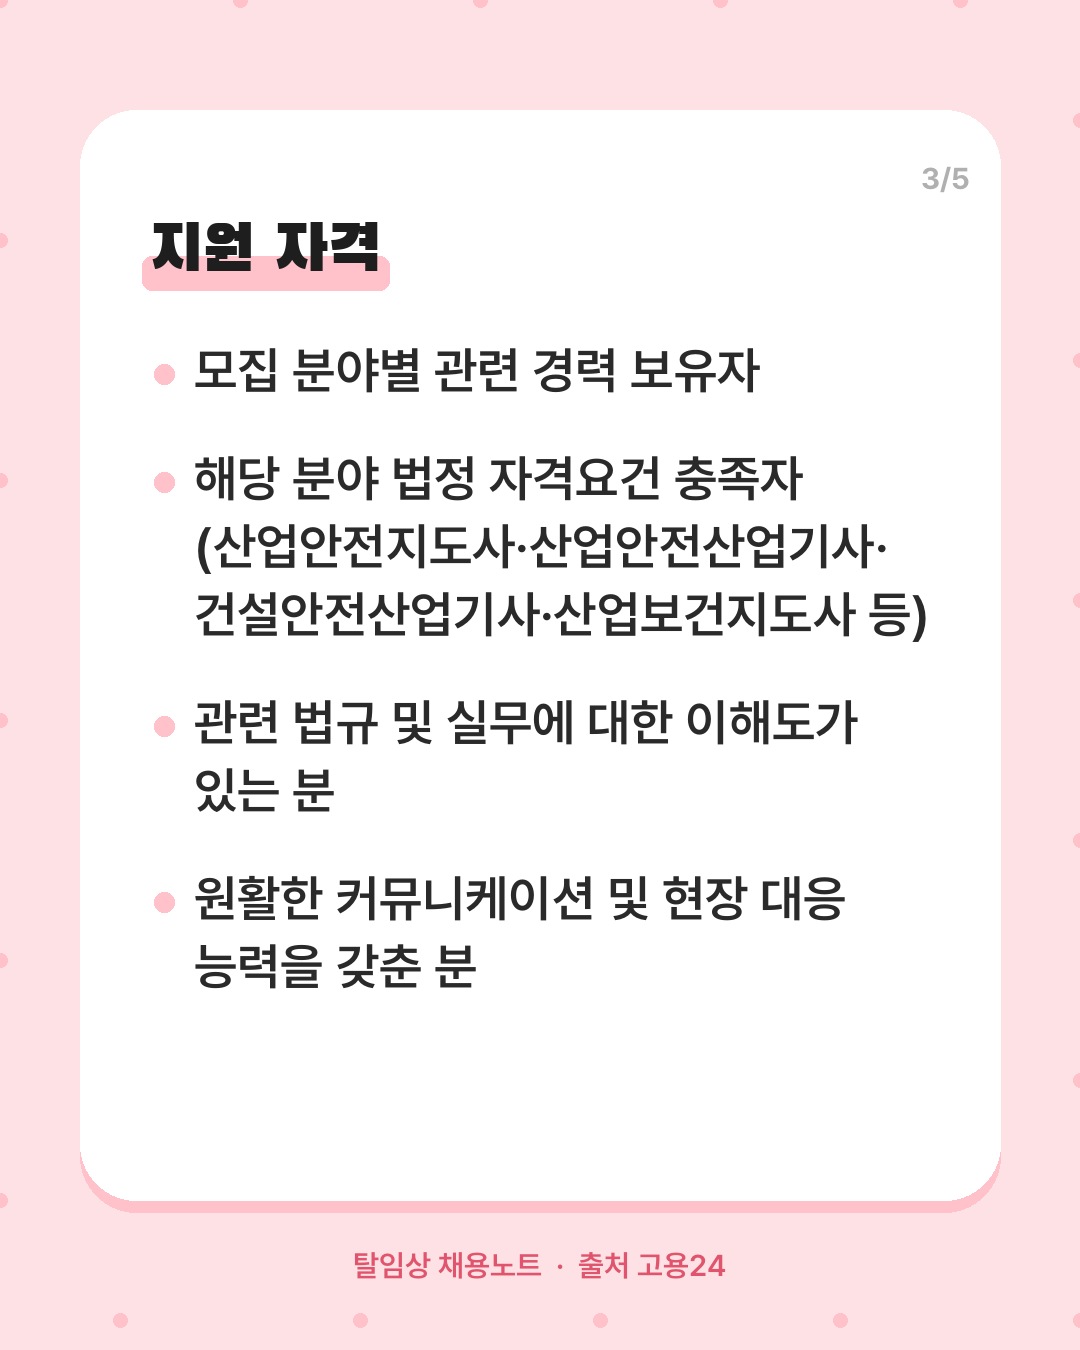 3/5
지원 자격
모집 분야별 관련 경력 보유자
해당 분야 법정 자격요건 충족자
(산업안전지도사·산업안전산업기사·
건설안전산업기사·산업보건지도사 등)
관련 법규 및 실무에 대한 이해도가
있는 분
원활한 커뮤니케이션 및 현장 대응
능력을 갖춘 분
탈임상 채용노트 · 출처 고용24